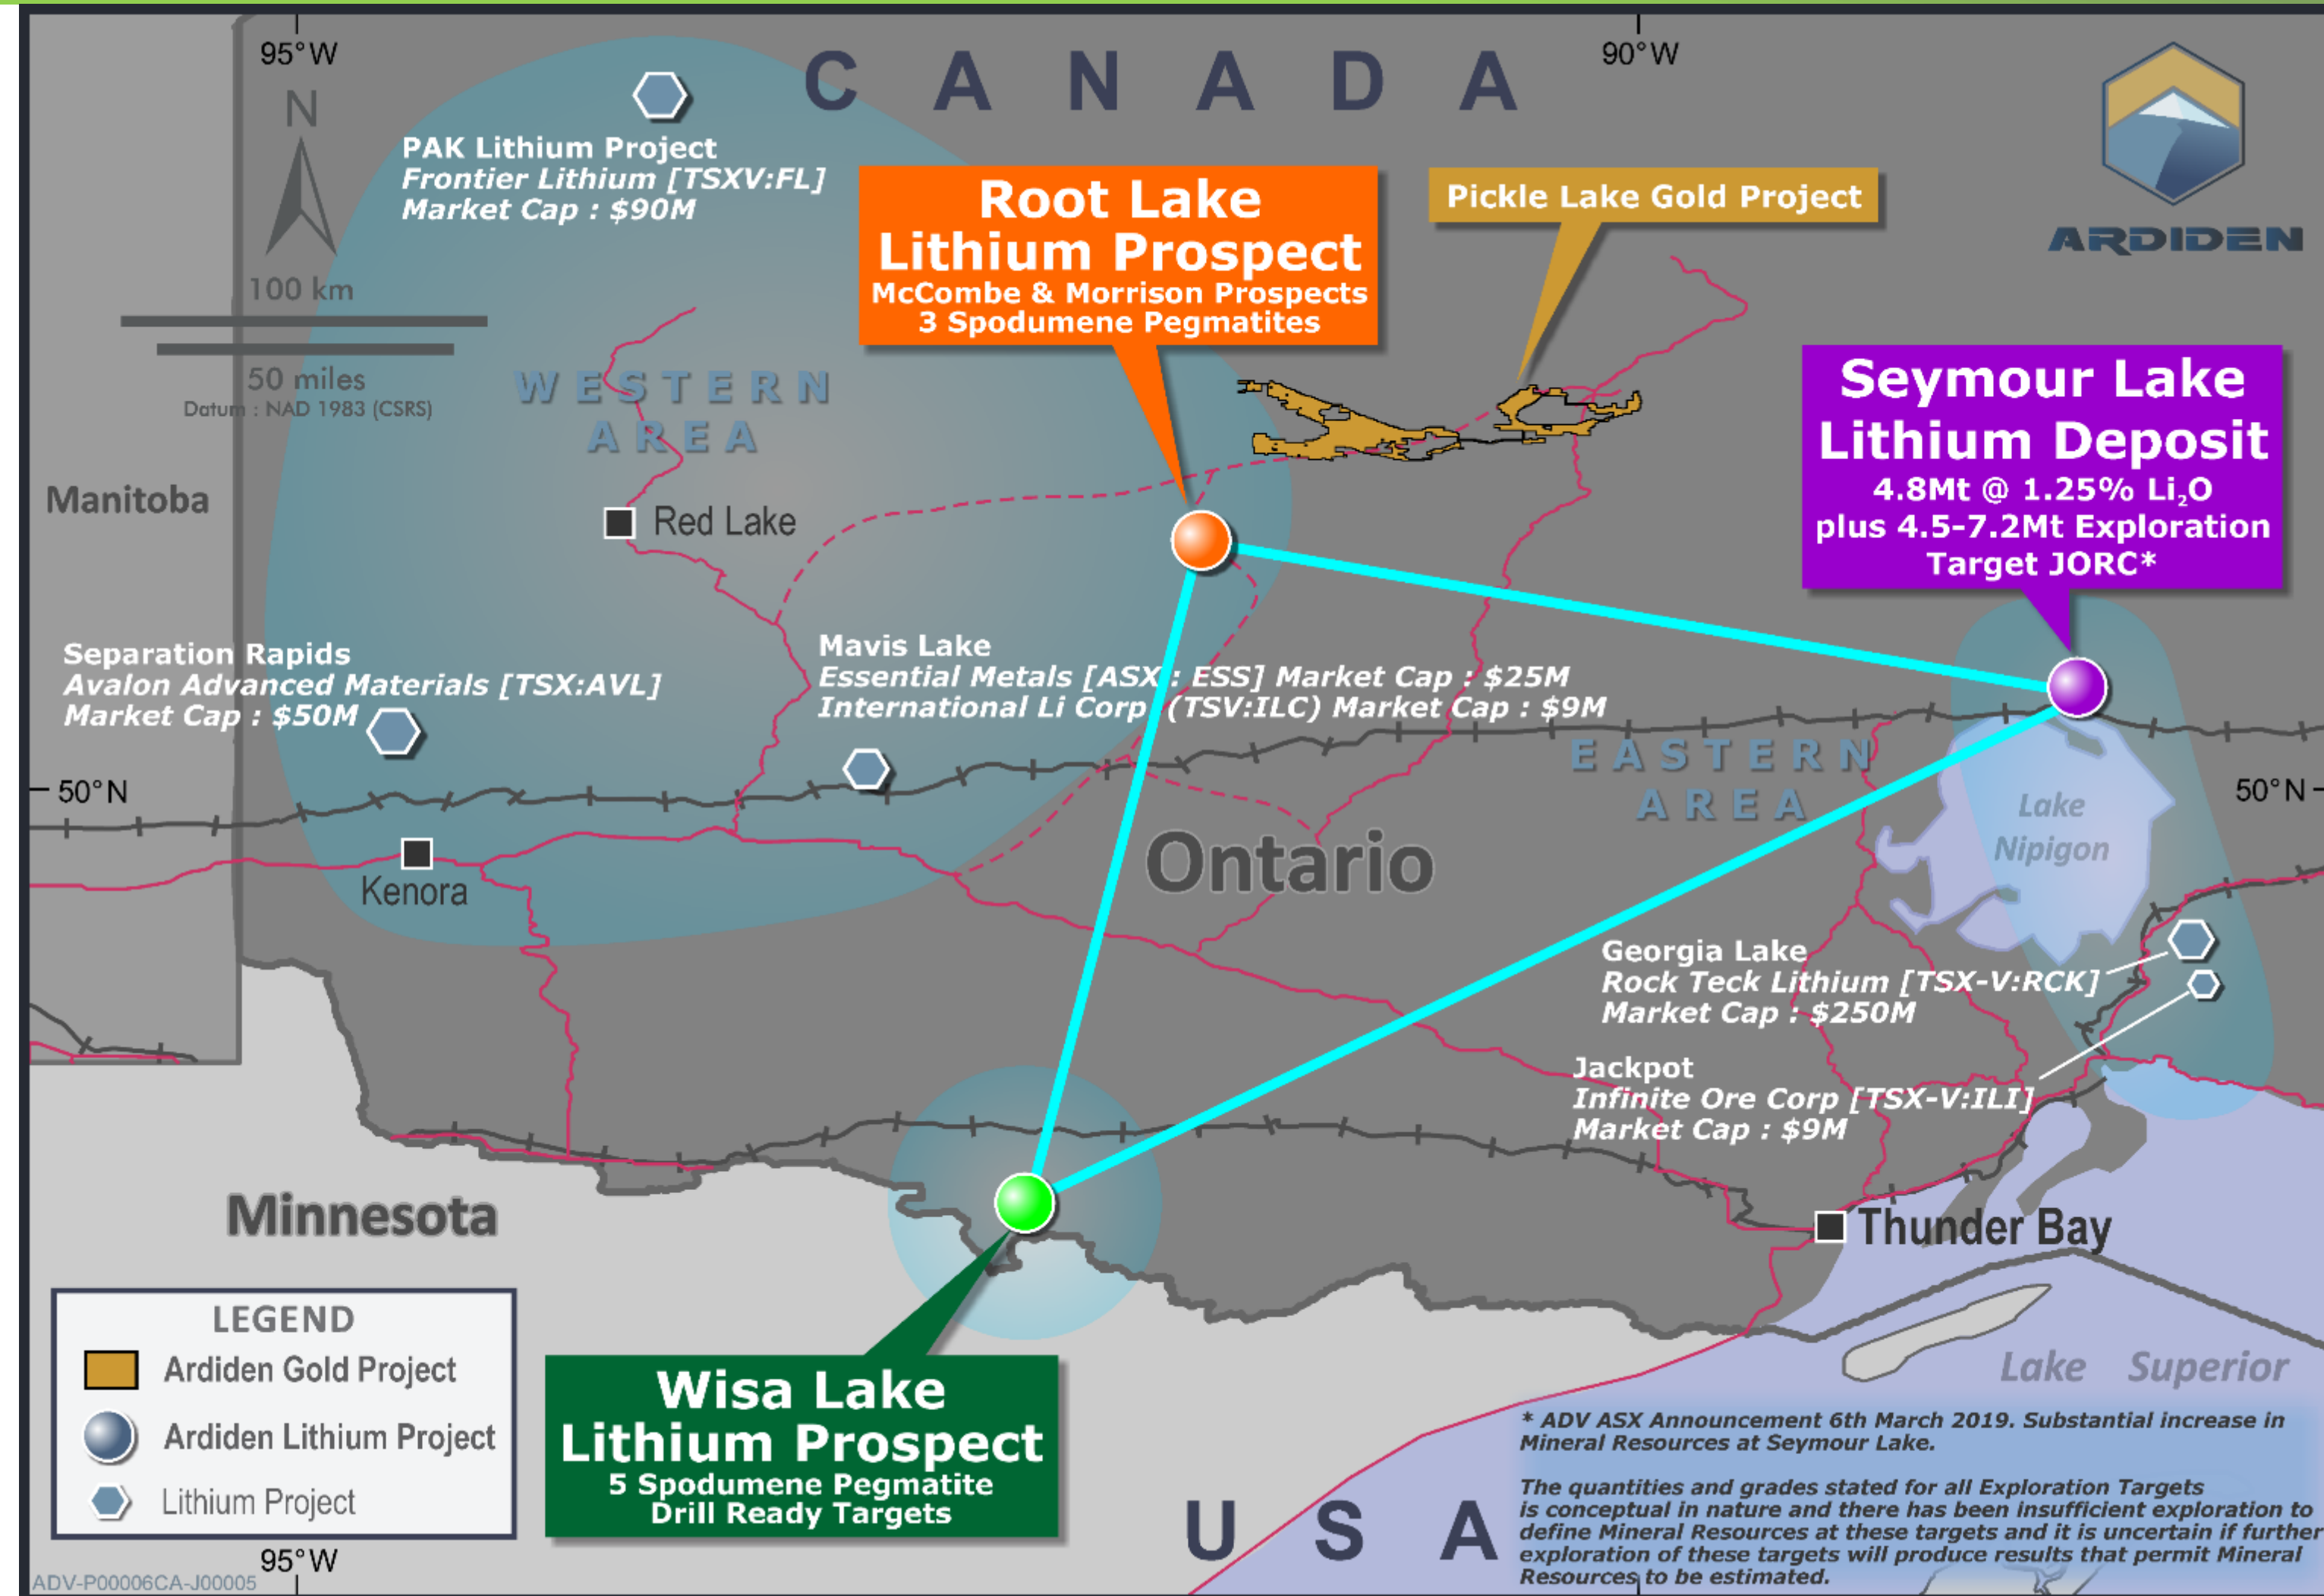 95°W
90°W
C A N A D A
N
ARDIDEN
PAK Lithium Project
Frontier Lithium [TSXV:FL]
Market Cap : $90M
Root Lake
Lithium Prospect
McCombe & Morrison Prospects
3 Spodumene Pegmatites
Pickle Lake Gold Project
100 km
50 miles
Datum : NAD 1983 (CSRS)
WESTERN
AREA
Seymour Lake
Lithium Deposit
4.8Mt @ 1.25% Li₂O
plus 4.5-7.2Mt Exploration
Target JORC*
Manitoba
Red Lake
Separation Rapids
Avalon Advanced Materials [TSX:AVL]
Market Cap : $50M
Mavis Lake
Essential Metals [ASX : ESS] Market Cap : $25M
International Li Corp (TSV:ILC) Market Cap : $9M
EASTERN
AREA
50°N
50°N
Lake
Nipigon
Ontario
Kenora
Georgia Lake
Rock Teck Lithium [TSX-V:RCK]
Market Cap : $250M
Jackpot
Infinite Ore Corp [TSX-V:ILI]
Market Cap : $9M
Minnesota
Thunder Bay
LEGEND
Ardiden Gold Project
Ardiden Lithium Project
Lithium Project
Wisa Lake
Lithium Prospect
5 Spodumene Pegmatite
Drill Ready Targets
Lake Superior
* ADV ASX Announcement 6th March 2019. Substantial increase in
Mineral Resources at Seymour Lake.
The quantities and grades stated for all Exploration Targets
is conceptual in nature and there has been insufficient exploration to
define Mineral Resources at these targets and it is uncertain if further
exploration of these targets will produce results that permit Mineral
Resources to be estimated.
U S A
95°W
ADV-P00006CA-J00005